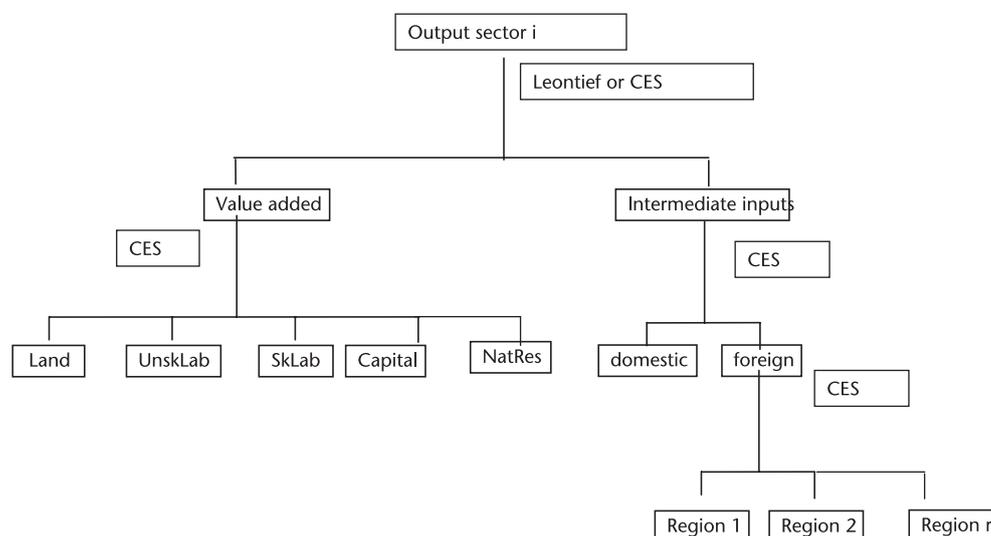 Output sector i
Leontief or CES
Value added
Intermediate inputs
CES
CES
Land
UnskLab
SkLab
Capital
NatRes
domestic
foreign
CES
Region 1
Region 2
Region r